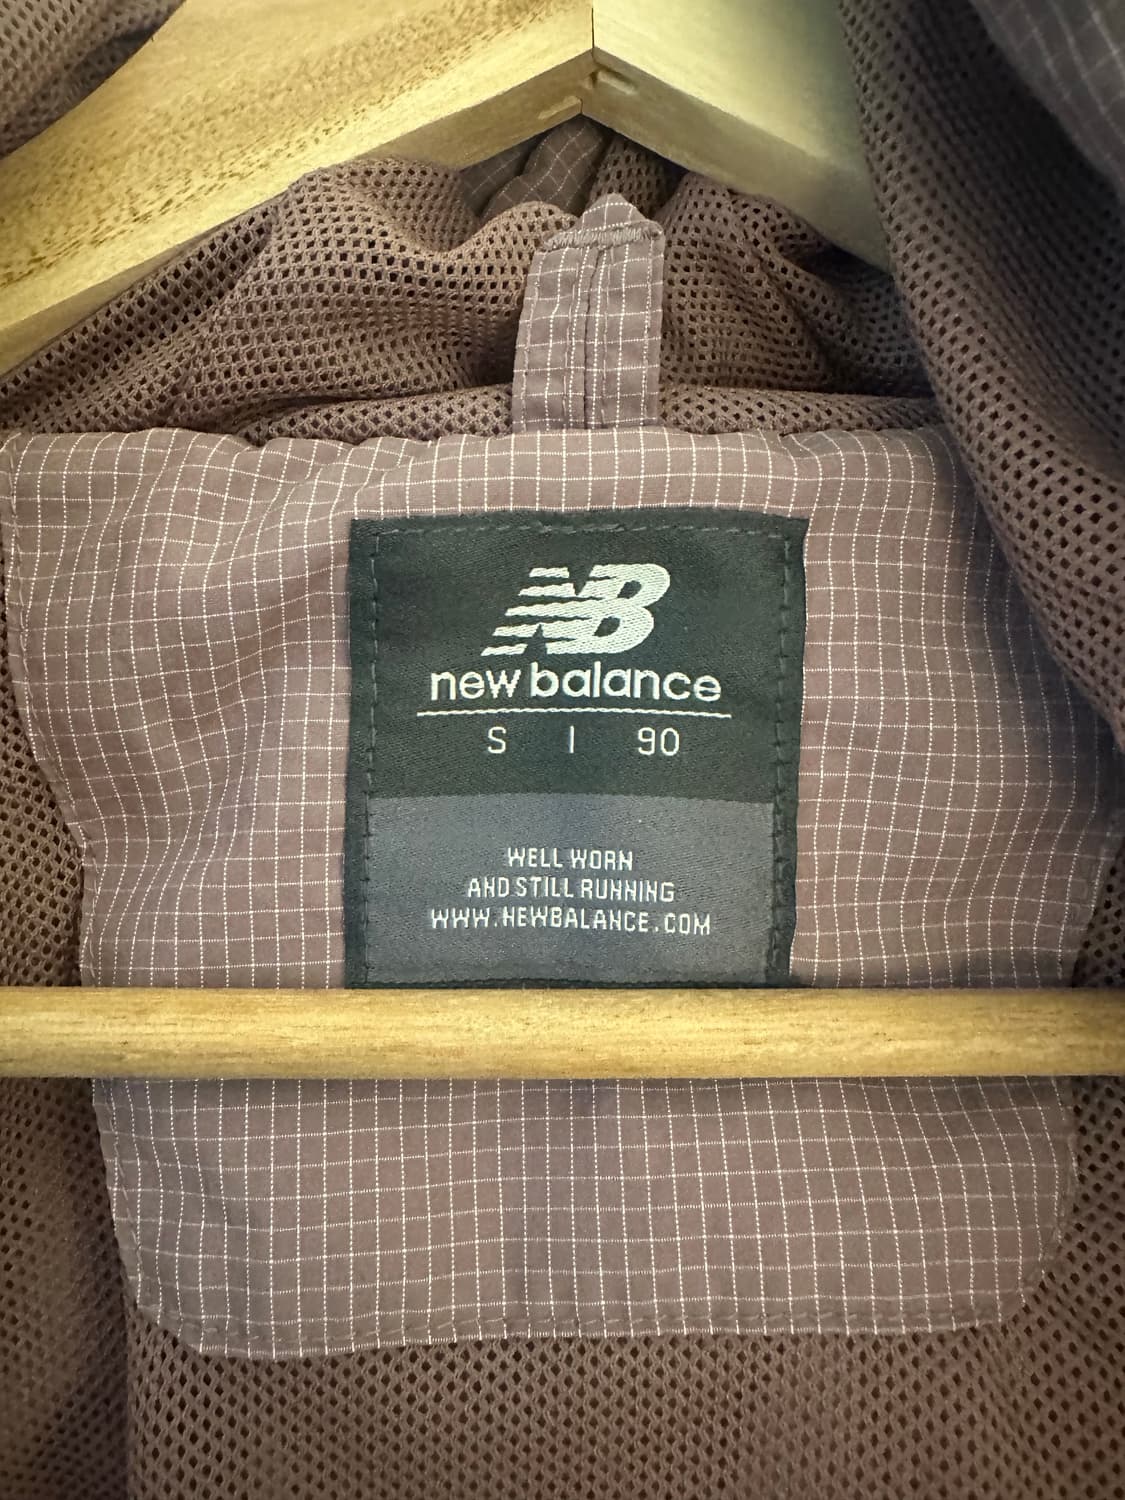 NB
new balance
S | 90
WELL WORN
AND STILL RUNNING
WWW.NEWBALANCE.COM